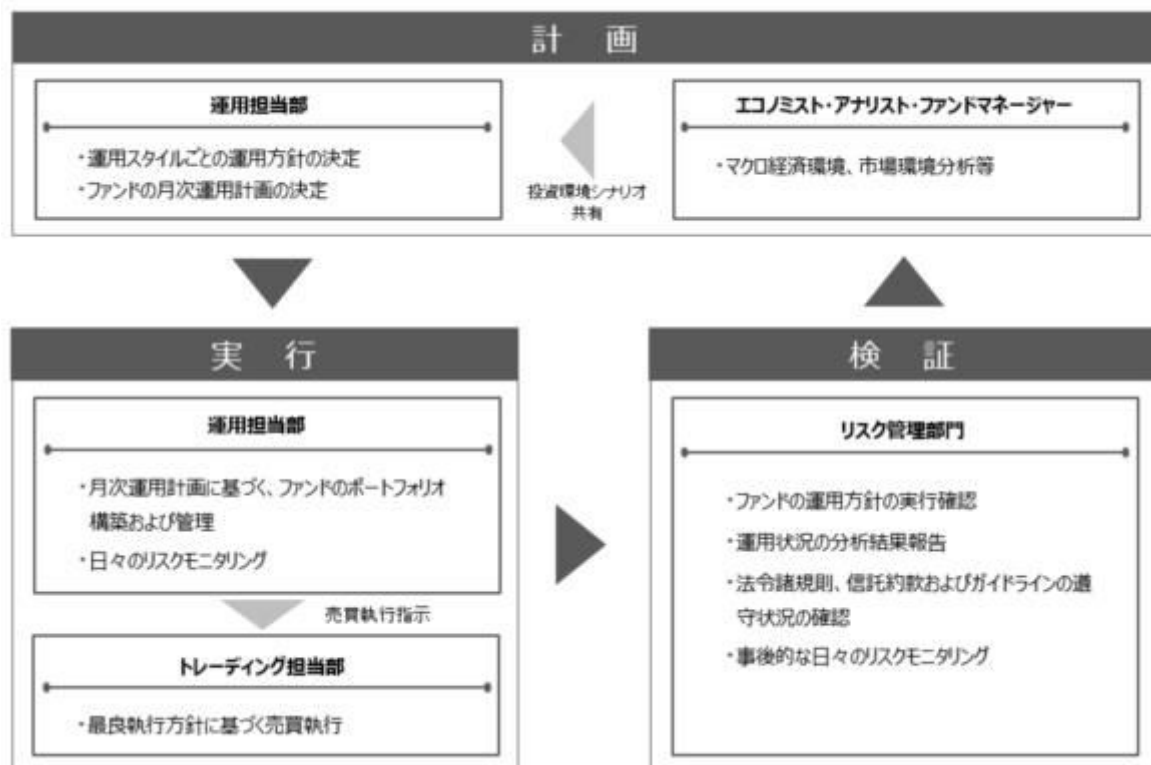 計 画
運用担当部
・運用スタイルごとの運用方針の決定
・ファンドの月次運用計画の決定
投資環境シナリオ
共有
エコノミスト・アナリスト・ファンドマネージャー
・マクロ経済環境、市場環境分析等
実 行
運用担当部
・月次運用計画に基づく、ファンドのポートフォリオ
構築および管理
・日々のリスクモニタリング
売買執行指示
トレーディング担当部
・最良執行方針に基づく売買執行
検 証
リスク管理部門
・ファンドの運用方針の実行確認
・運用状況の分析結果報告
・法令諸規則、信託約款およびガイドラインの遵
守状況の確認
・事後的な日々のリスクモニタリング